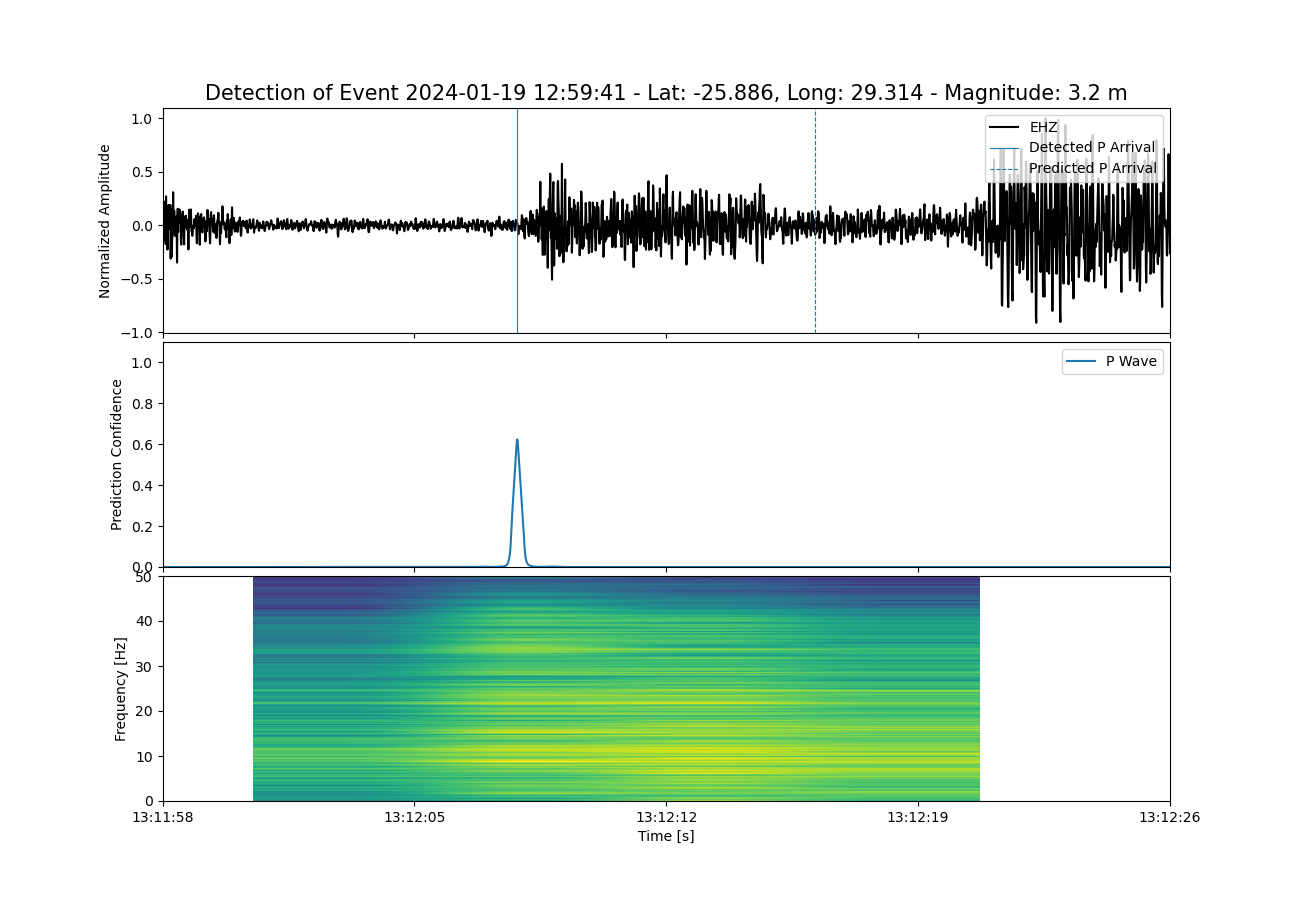 Detection of Event 2024-01-19 12:59:41 - Lat: -25.886, Long: 29.314 - Magnitude: 3.2 m
Normalized Amplitude
1.0
0.5
0.0
−0.5
−1.0
EHZ
Detected P Arrival
Predicted P Arrival
Prediction Confidence
1.0
0.8
0.6
0.4
0.2
0.0
P Wave
Frequency [Hz]
50
40
30
20
10
0
13:11:58
13:12:05
13:12:12
13:12:19
13:12:26
Time [s]